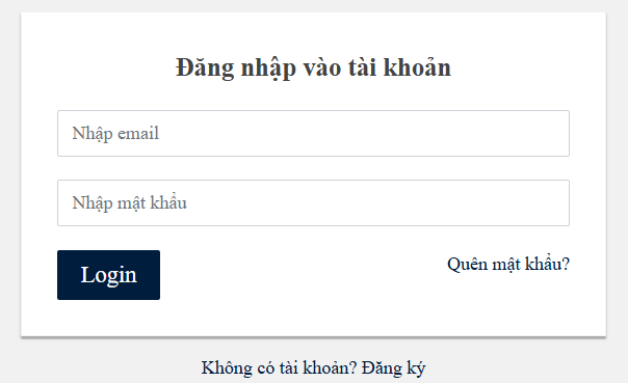 Đăng nhập vào tài khoản
Nhập email
Nhập mật khẩu
Login
Quên mật khẩu?
Không có tài khoản? Đăng ký